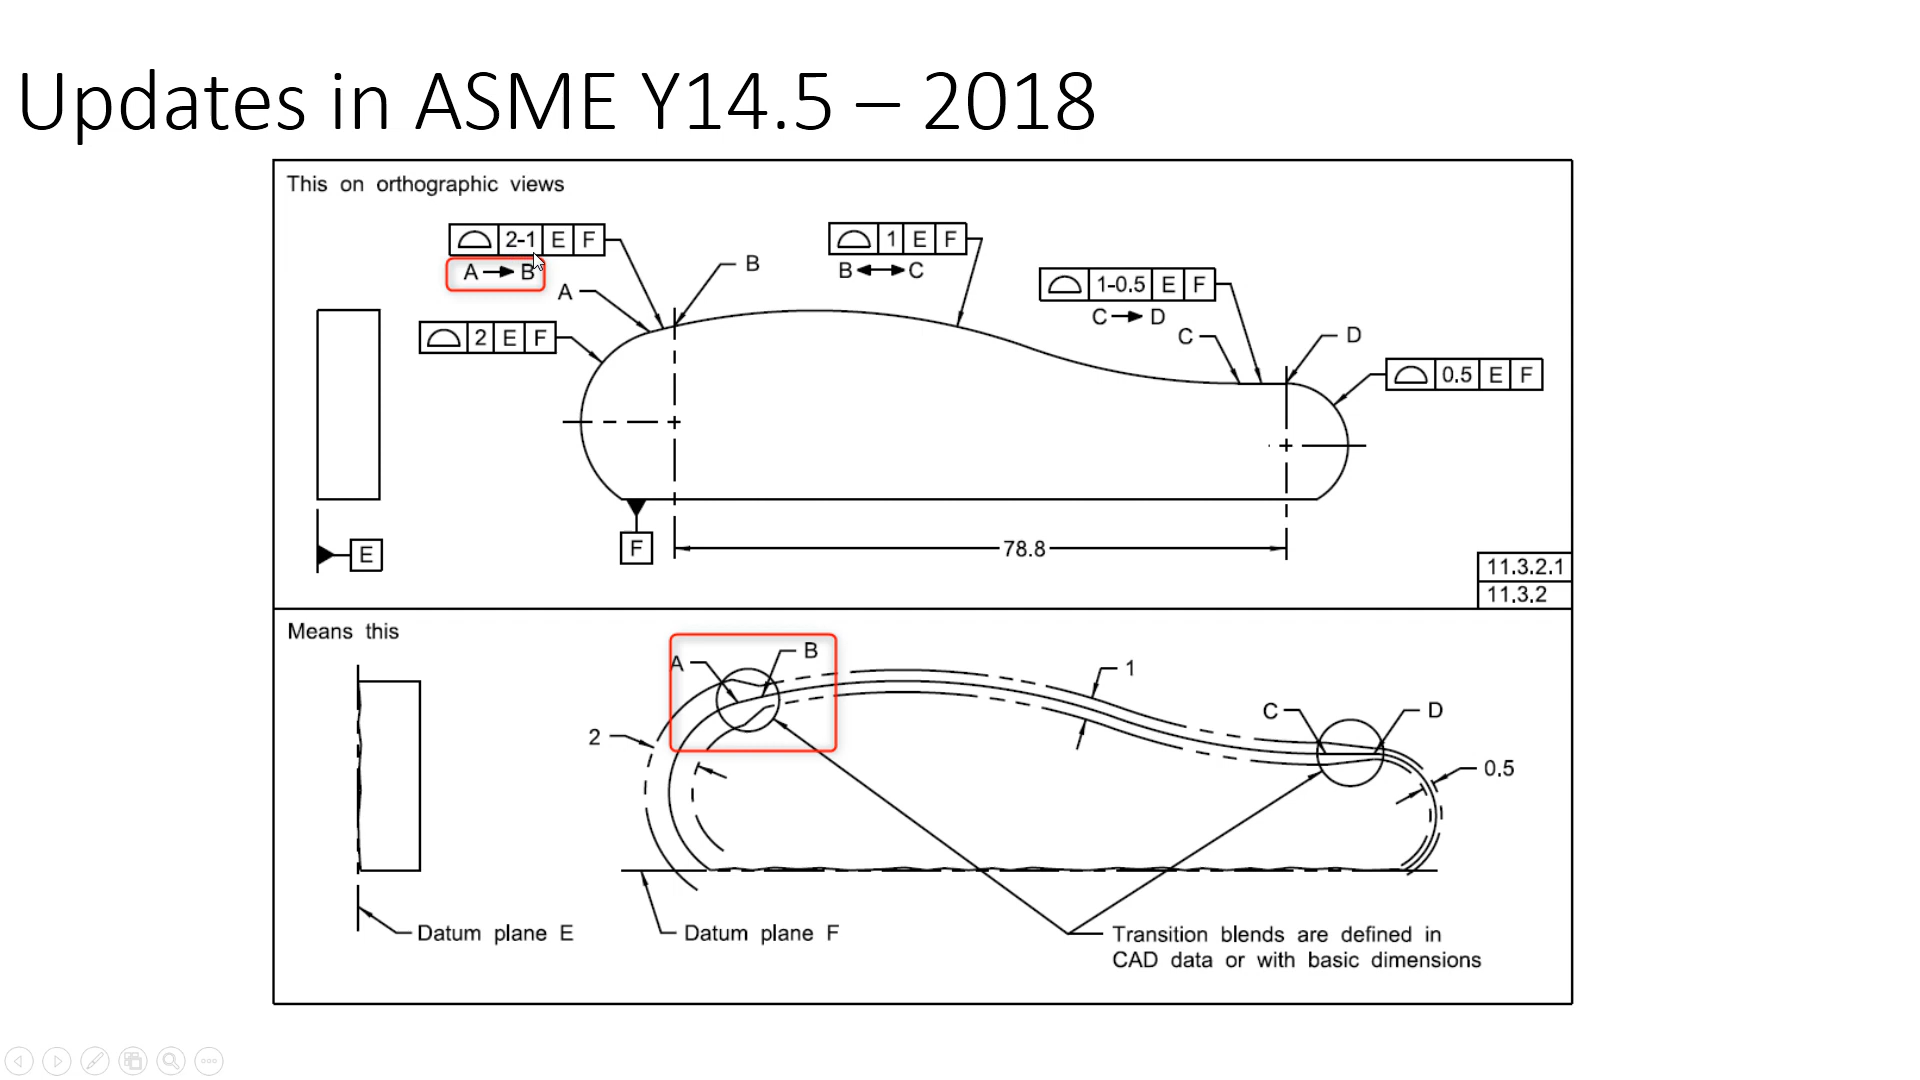 Updates in ASME Y14.5 – 2018
This on orthographic views
2-1 E F
A → B
B
A
1 E F
B ↔ C
1-0.5 E F
C → D
C
D
2 E F
0.5 E F
E
F
78.8
11.3.2.1
11.3.2
Means this
A
B
1
2
C
D
0.5
Datum plane E
Datum plane F
Transition blends are defined in
CAD data or with basic dimensions